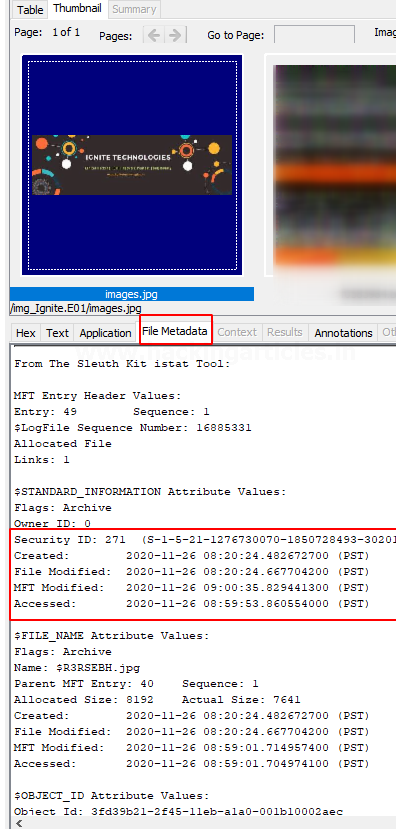 Table Thumbnail Summary
Page: 1 of 1 Pages: Go to Page: Imag
IGNITE TECHNOLOGIES
images.jpg
/img_Ignite.E01/images.jpg
Hex Text Application File Metadata Context Results Annotations Oth
From The Sleuth Kit istat Tool:
MFT Entry Header Values:
Entry: 49 Sequence: 1
$LogFile Sequence Number: 16885331
Allocated File
Links: 1
$STANDARD_INFORMATION Attribute Values:
Flags: Archive
Owner ID: 0
Security ID: 271 (S-1-5-21-1276730070-1850728493-30201
Created: 2020-11-26 08:20:24.482672700 (PST)
File Modified: 2020-11-26 08:20:24.667704200 (PST)
MFT Modified: 2020-11-26 09:00:35.829441300 (PST)
Accessed: 2020-11-26 08:59:53.860554000 (PST)
$FILE_NAME Attribute Values:
Flags: Archive
Name: $R3RSEBH.jpg
Parent MFT Entry: 40 Sequence: 1
Allocated Size: 8192 Actual Size: 7641
Created: 2020-11-26 08:20:24.482672700 (PST)
File Modified: 2020-11-26 08:20:24.667704200 (PST)
MFT Modified: 2020-11-26 08:59:01.714957400 (PST)
Accessed: 2020-11-26 08:59:01.704974100 (PST)
$OBJECT_ID Attribute Values:
Object Id: 3fd39b21-2f45-11eb-a1a0-001b10002aec